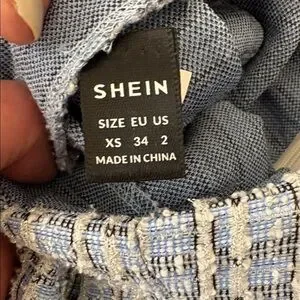 SHEIN
SIZE EU US
XS 34 2
MADE IN CHINA